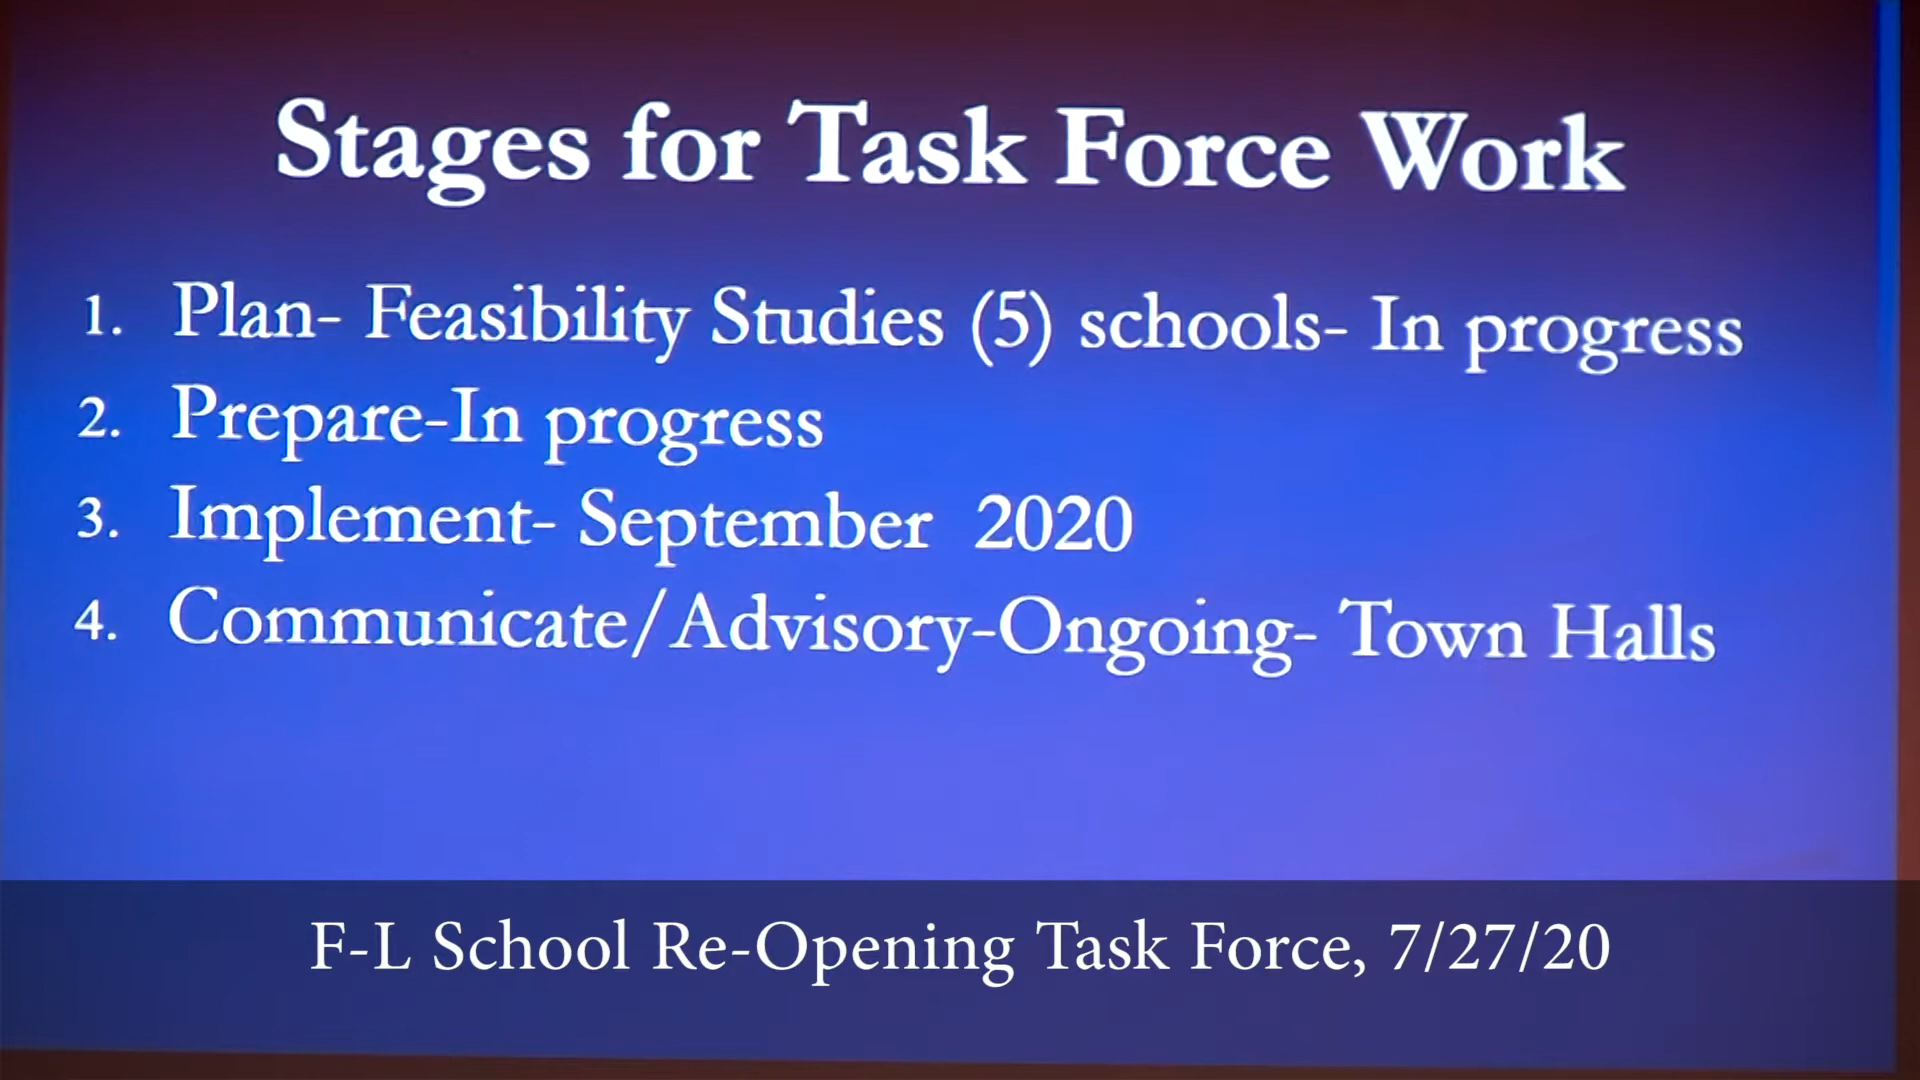 Stages for Task Force Work
1. Plan- Feasibility Studies (5) schools- In progress
2. Prepare-In progress
3. Implement- September 2020
4. Communicate/Advisory-Ongoing- Town Halls
F-L School Re-Opening Task Force, 7/27/20